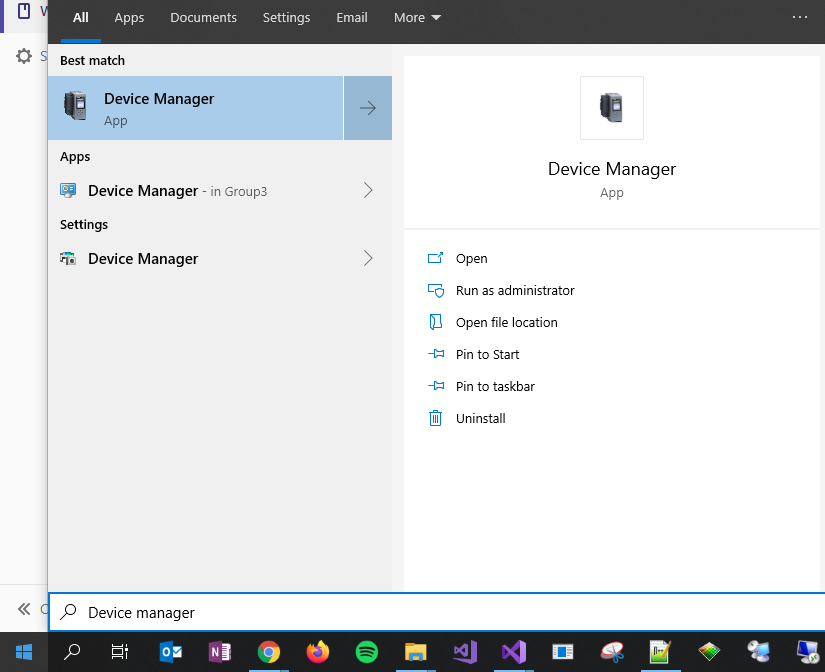 W
All Apps Documents Settings Email More ...
S
Best match
Device Manager
App
Apps
Device Manager - in Group3
Settings
Device Manager
Device Manager
App
Open
Run as administrator
Open file location
Pin to Start
Pin to taskbar
Uninstall
Device manager